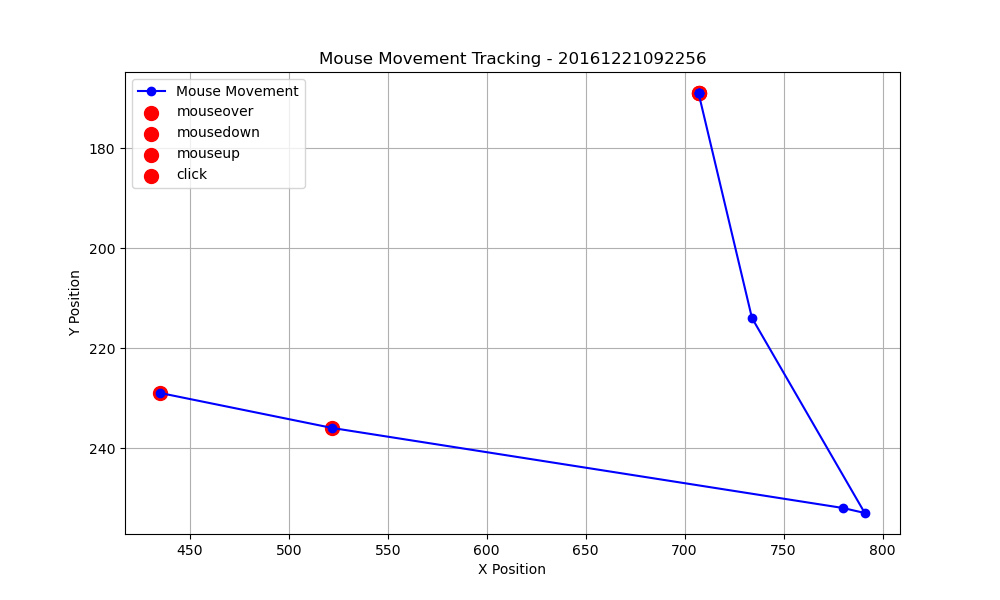 Mouse Movement Tracking - 20161221092256
Mouse Movement
mouseover
mousedown
mouseup
click
180
200
220
240
Y Position
450 500 550 600 650 700 750 800
X Position